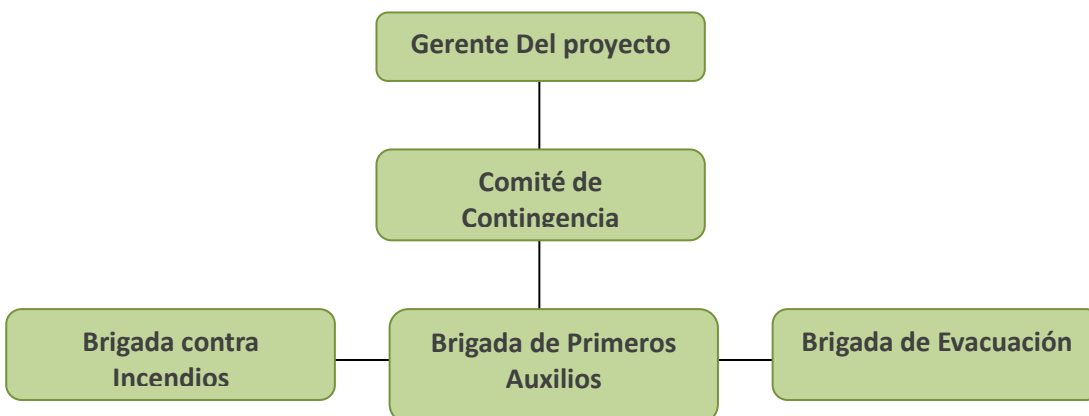 Gerente Del proyecto
Comité de
Contingencia
Brigada contra
Incendios
Brigada de Primeros
Auxilios
Brigada de Evacuación